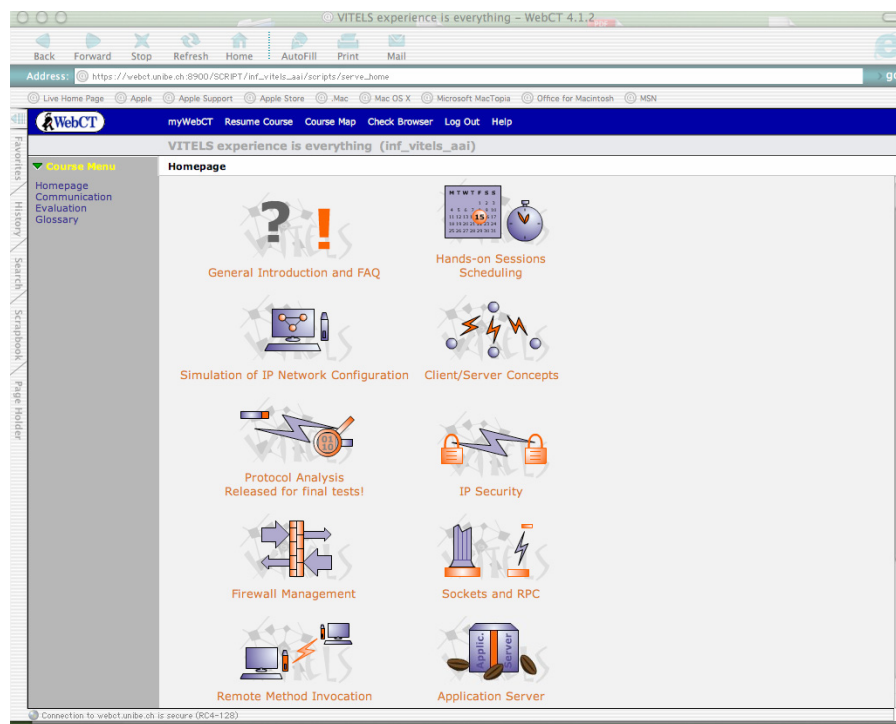 VITELS experience is everything – WebCT 4.1.2
Back Forward Stop Refresh Home AutoFill Print Mail
Address: https://webct.unibe.ch:8900/SCRIPT/inf_vitels_aai/scripts/serve_home
go
Live Home Page Apple Apple Support Apple Store .Mac Mac OS X Microsoft MacTopia Office for Macintosh MSN
WebCT
myWebCT Resume Course Course Map Check Browser Log Out Help
VITELS experience is everything (inf_vitels_aai)
Favorites
History
Search
Scrapbook
Page Holder
Course Menu
Homepage
Communication
Evaluation
Glossary
Homepage
General Introduction and FAQ
M T W T F S S
15
Hands-on Sessions
Scheduling
Simulation of IP Network Configuration
Client/Server Concepts
01
10
Protocol Analysis
Released for final tests!
IP Security
Firewall Management
Sockets and RPC
Remote Method Invocation
Applic.
Server
Application Server
Connection to webct.unibe.ch is secure (RC4-128)